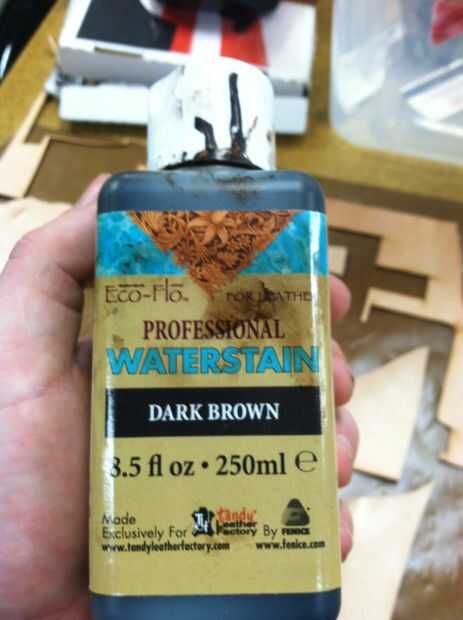 Eco-Flo™ FOR LEATHER
PROFESSIONAL
WATERSTAIN
DARK BROWN
8.5 fl oz • 250ml ℮
Made
Exclusively For tandy® Leather Factory By FENICE
www.tandyleatherfactory.com www.fenice.com